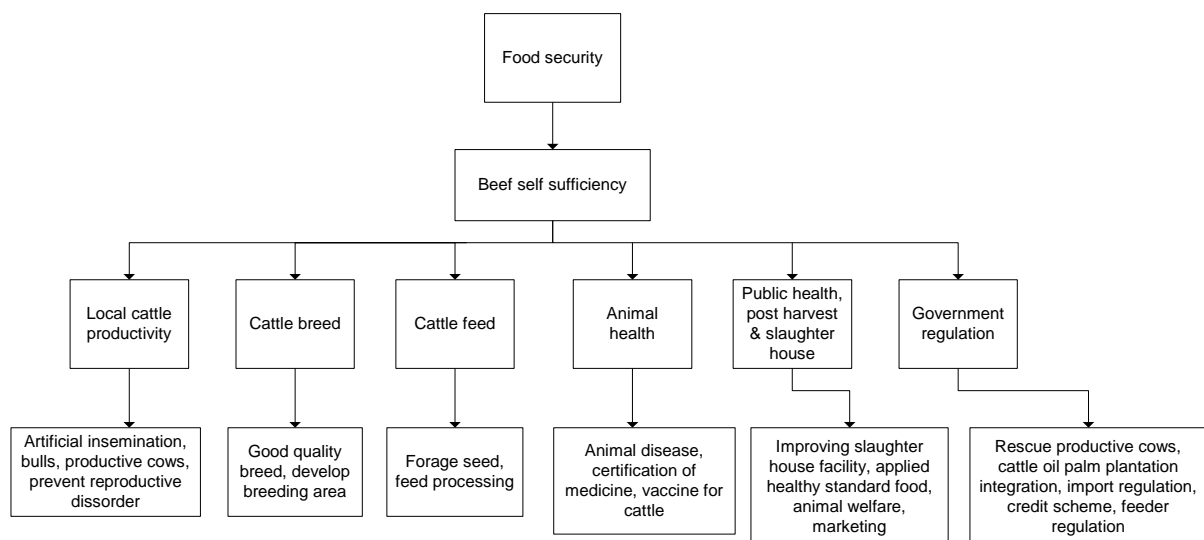 Food security
Beef self sufficiency
Local cattle
productivity
Cattle breed
Cattle feed
Animal
health
Public health,
post harvest
& slaughter
house
Government
regulation
Artificial insemination,
bulls, productive cows,
prevent reproductive
dissorder
Good quality
breed, develop
breeding area
Forage seed,
feed processing
Animal disease,
certification of
medicine, vaccine for
cattle
Improving slaughter
house facility, applied
healthy standard food,
animal welfare,
marketing
Rescue productive cows,
cattle oil palm plantation
integration, import regulation,
credit scheme, feeder
regulation